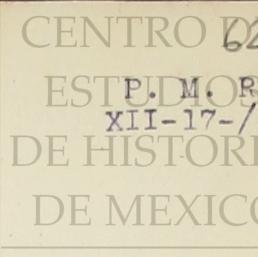 62
CENTRO D
P. M. R
ESTUDIOS
XII-17-/
DE HISTORI
DE MEXICO